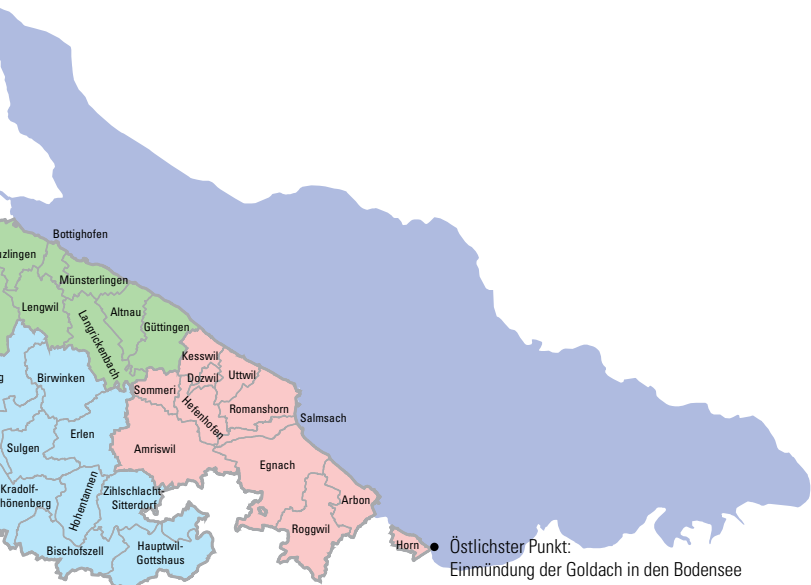 Bottighofen
zlingen
Münsterlingen
Lengwil
Altnau
Langrickenbach
Güttingen
Kesswil
g
Birwinken
Dozwil
Uttwil
Sommeri
Hefenhofen
Romanshorn
Salmsach
Erlen
Sulgen
Amriswil
Egnach
Kradolf-
hönenberg
Hohentannen
Zihlschlacht-
Sitterdorf
Arbon
Roggwil
Bischofszell
Hauptwil-
Gottshaus
Horn
Östlichster Punkt:
Einmündung der Goldach in den Bodensee